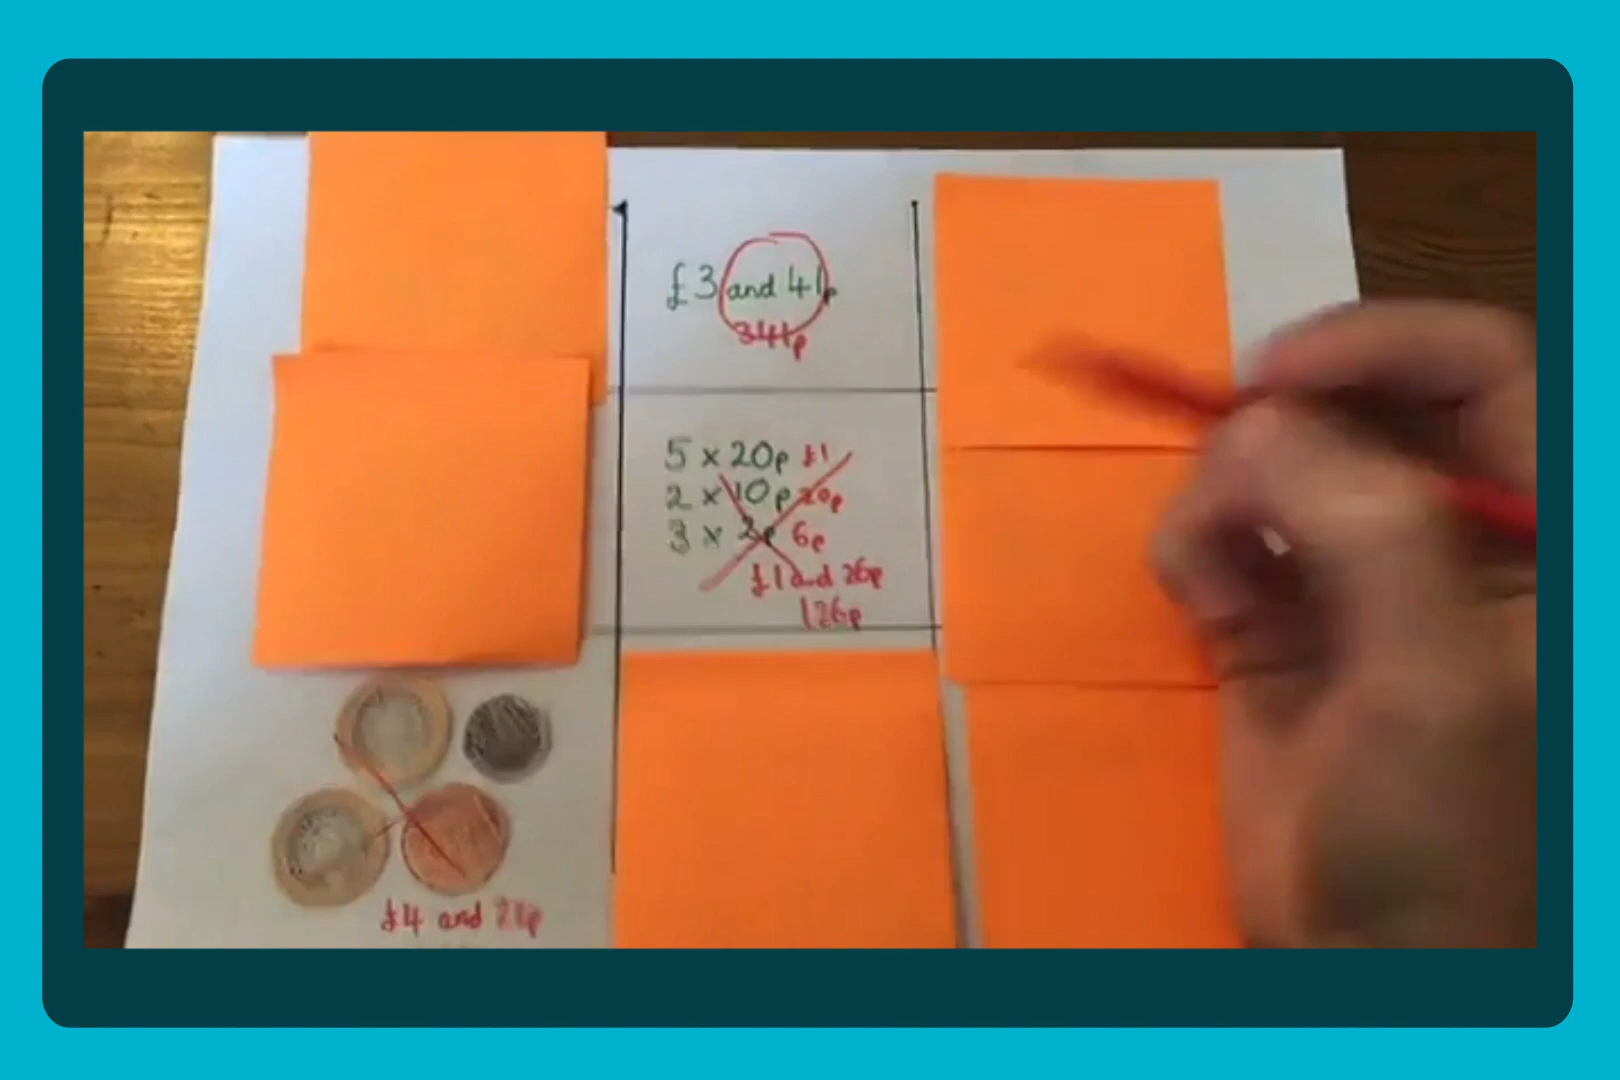 £3 and 41p
341p
5 x 20p £1
2 x 10p 20p
3 x 2p 6p
£1 and 26p
126p
£4 and 21p